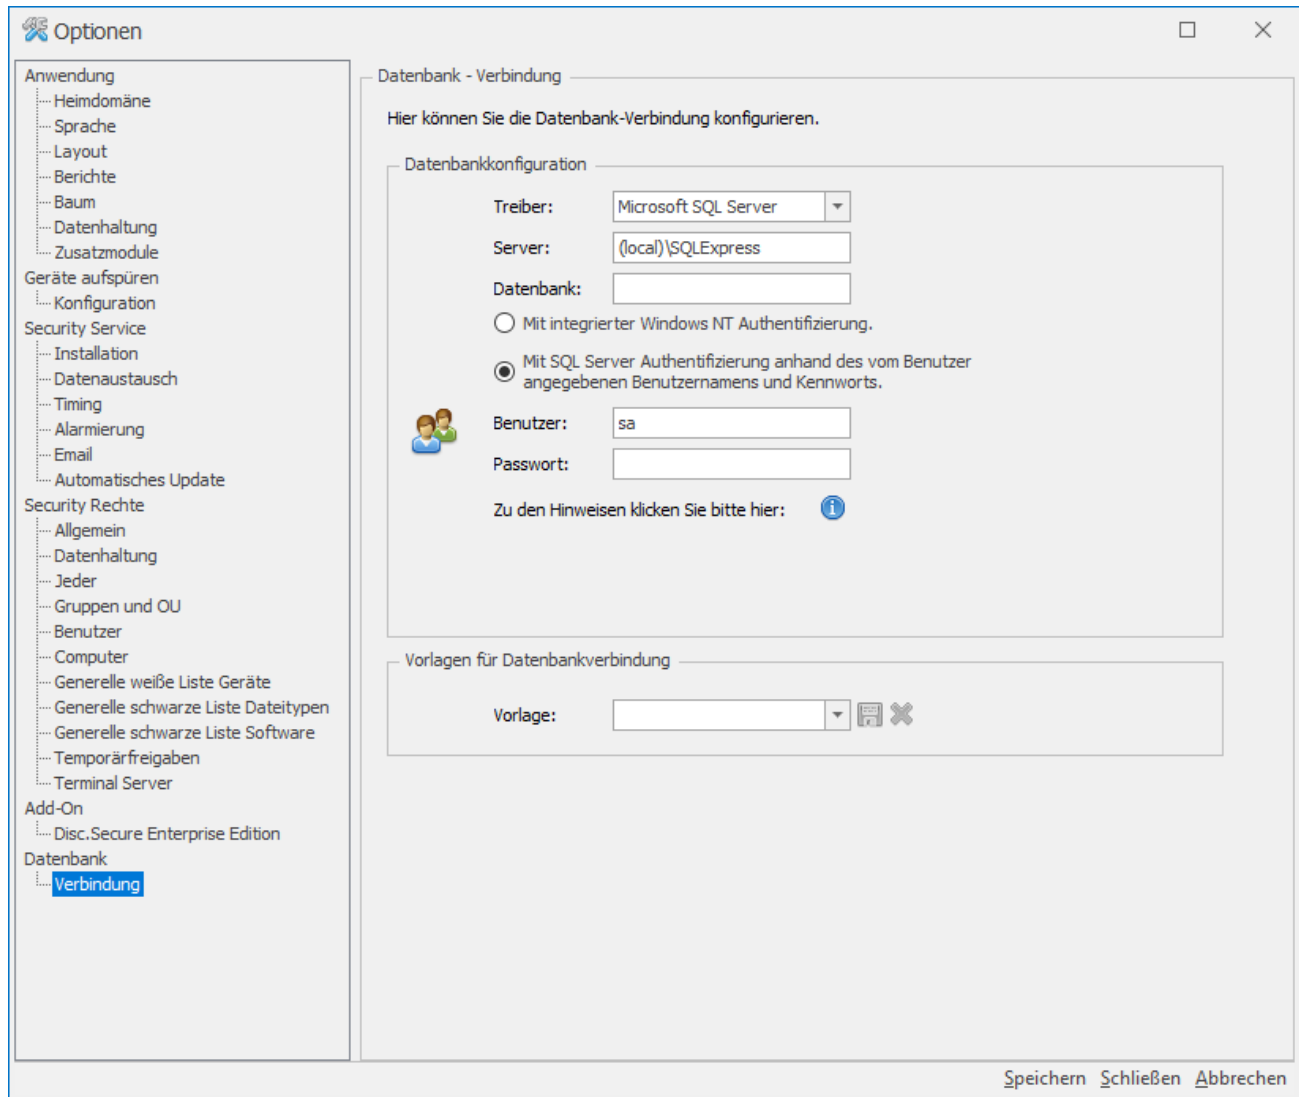 Optionen
Anwendung
Heimdomäne
Sprache
Layout
Berichte
Baum
Datenhaltung
Zusatzmodule
Geräte aufspüren
Konfiguration
Security Service
Installation
Datenaustausch
Timing
Alarmierung
Email
Automatisches Update
Security Rechte
Allgemein
Datenhaltung
Jeder
Gruppen und OU
Benutzer
Computer
Generelle weiße Liste Geräte
Generelle schwarze Liste Dateitypen
Generelle schwarze Liste Software
Temporärfreigaben
Terminal Server
Add-On
Disc.Secure Enterprise Edition
Datenbank
Verbindung
Datenbank - Verbindung
Hier können Sie die Datenbank-Verbindung konfigurieren.
Datenbankkonfiguration
Treiber: Microsoft SQL Server
Server: (local)\SQLExpress
Datenbank:
Mit integrierter Windows NT Authentifizierung.
Mit SQL Server Authentifizierung anhand des vom Benutzer
angegebenen Benutzernamens und Kennworts.
Benutzer: sa
Passwort:
Zu den Hinweisen klicken Sie bitte hier:
Vorlagen für Datenbankverbindung
Vorlage:
Speichern Schließen Abbrechen